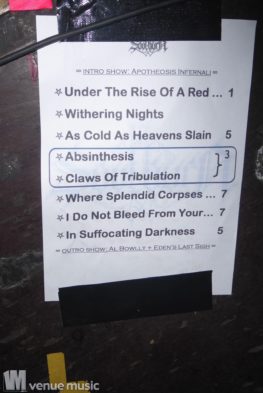 = INTRO SHOW: APOTHEOSIS INFERNALI =
* Under The Rise Of A Red ... 1
* Withering Nights
* As Cold As Heavens Slain 5
* Absinthesis
} 3
* Claws Of Tribulation
* Where Splendid Corpses ... 7
* I Do Not Bleed From Your... 7
* In Suffocating Darkness 5
= OUTRO SHOW: AL BOWLLY + EDEN'S LAST SIGH =
VM venue music